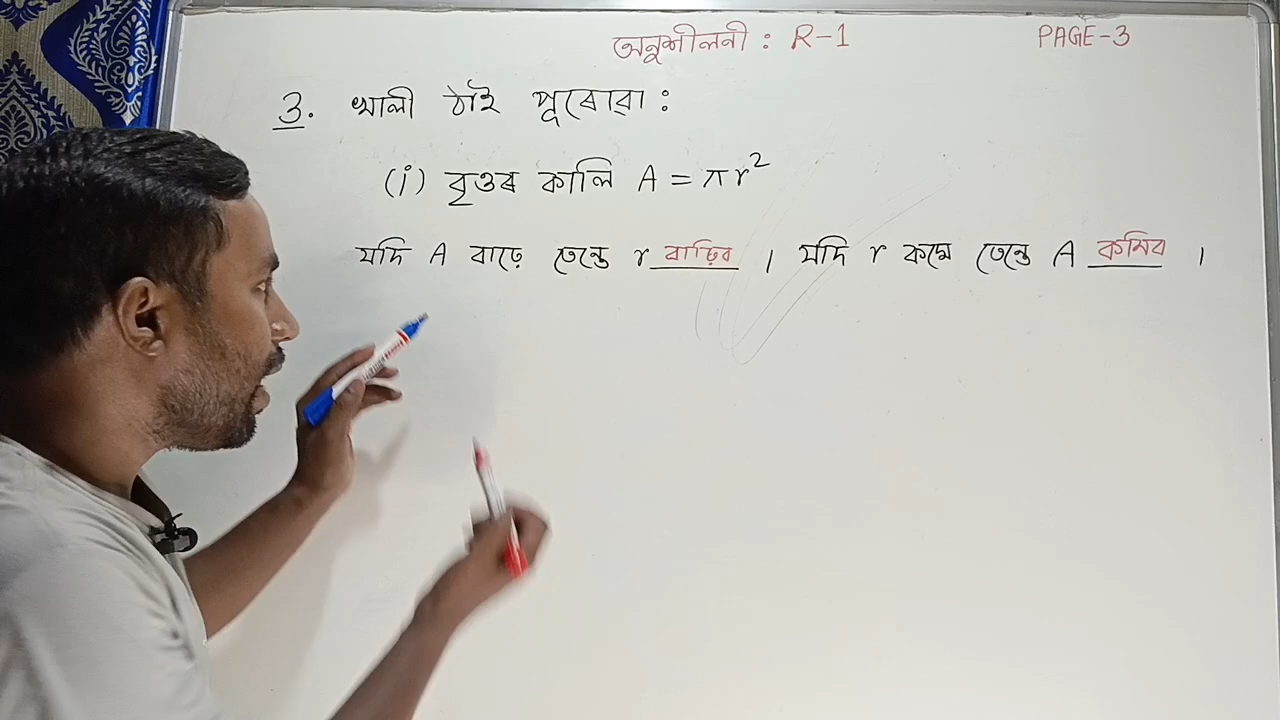 অনুশীলনী : R-1
PAGE-3
3. খালী ঠাই পূৰোৱা :
(i) বৃত্তৰ কালি A = πr²
যদি A বাঢ়ে তেন্তে r বাঢ়িব । যদি r কমে তেন্তে A কমিব ।